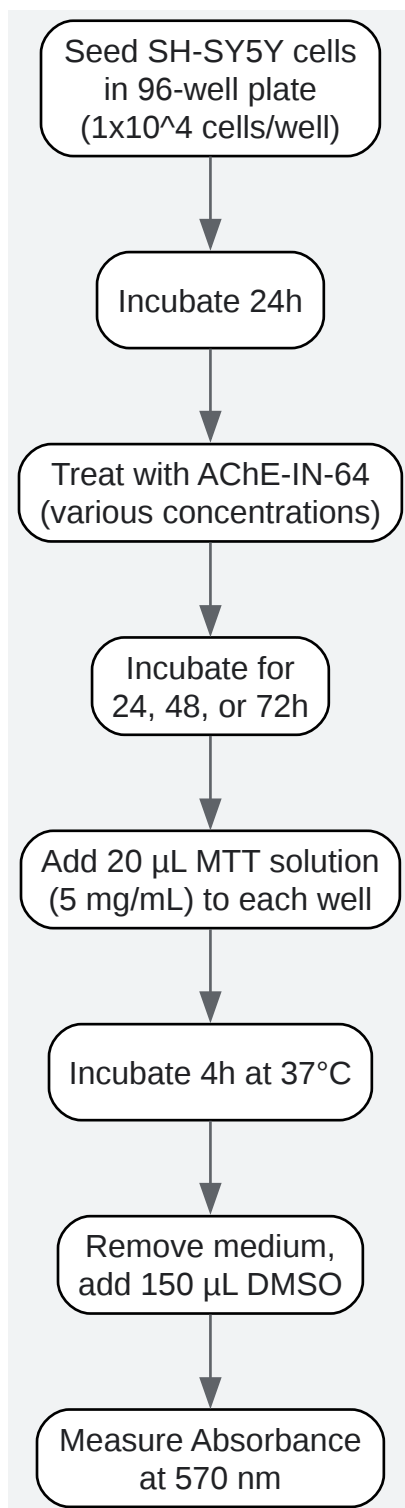 Seed SH-SY5Y cells
in 96-well plate
(1x10^4 cells/well)
Incubate 24h
Treat with AChE-IN-64
(various concentrations)
Incubate for
24, 48, or 72h
Add 20 µL MTT solution
(5 mg/mL) to each well
Incubate 4h at 37°C
Remove medium,
add 150 µL DMSO
Measure Absorbance
at 570 nm